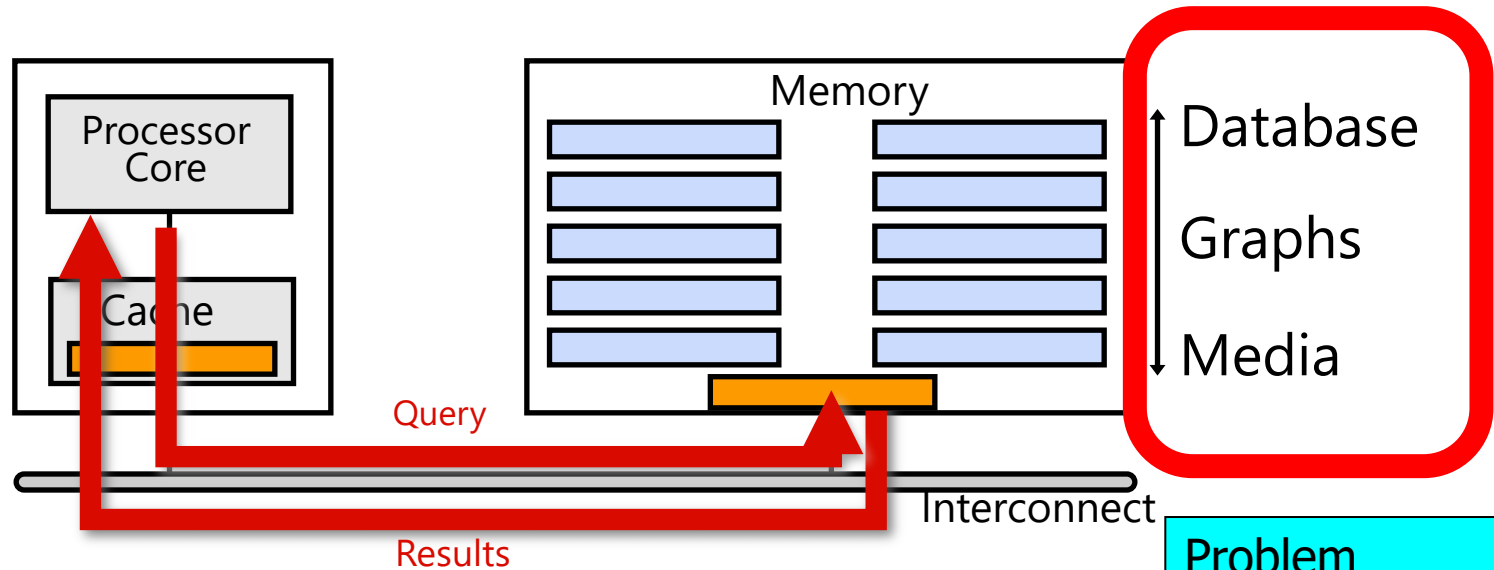 Processor
Core
Cache
Memory
Database
Graphs
Media
Query
Interconnect
Results
Problem